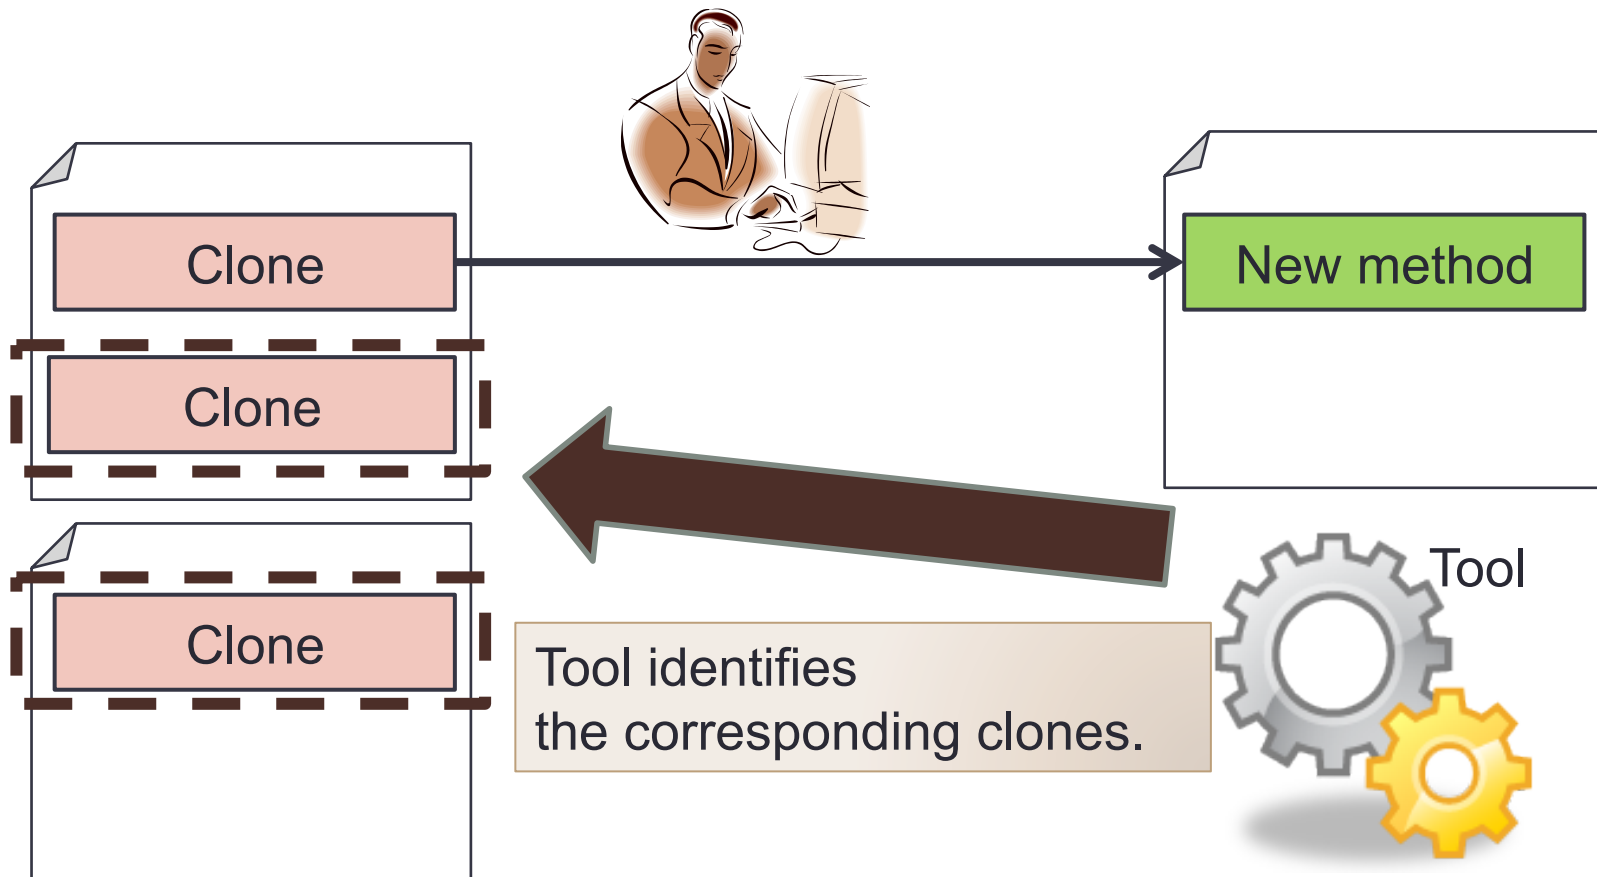 Clone
New method
Clone
Tool
Clone
Tool identifies
the corresponding clones.